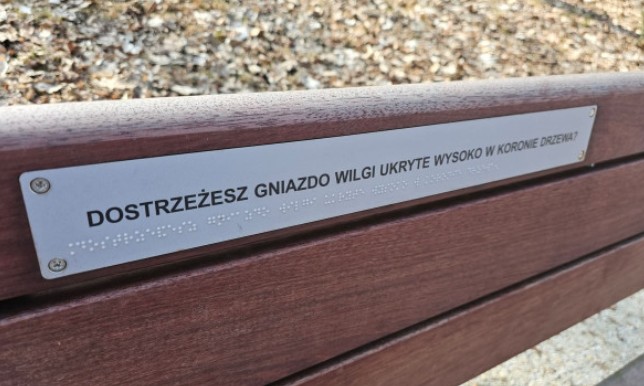 DOSTRZEŻESZ GNIAZDO WILGI UKRYTE WYSOKO W KORONIE DRZEWA?